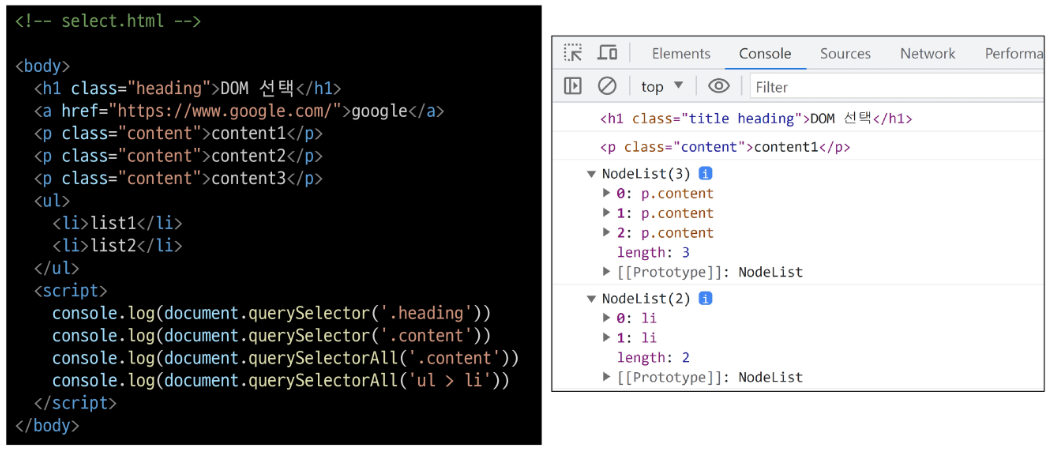 <!-- select.html -->
<body>
  <h1 class="heading">DOM 선택</h1>
  <a href="https://www.google.com/">google</a>
  <p class="content">content1</p>
  <p class="content">content2</p>
  <p class="content">content3</p>
  <ul>
    <li>list1</li>
    <li>list2</li>
  </ul>
  <script>
    console.log(document.querySelector('.heading'))
    console.log(document.querySelector('.content'))
    console.log(document.querySelectorAll('.content'))
    console.log(document.querySelectorAll('ul > li'))
  </script>
</body>
Elements Console Sources Network Performa
top ▼ Filter
<h1 class="title heading">DOM 선택</h1>
<p class="content">content1</p>
▼ NodeList(3) i
▶ 0: p.content
▶ 1: p.content
▶ 2: p.content
length: 3
▶ [[Prototype]]: NodeList
▼ NodeList(2) i
▶ 0: li
▶ 1: li
length: 2
▶ [[Prototype]]: NodeList